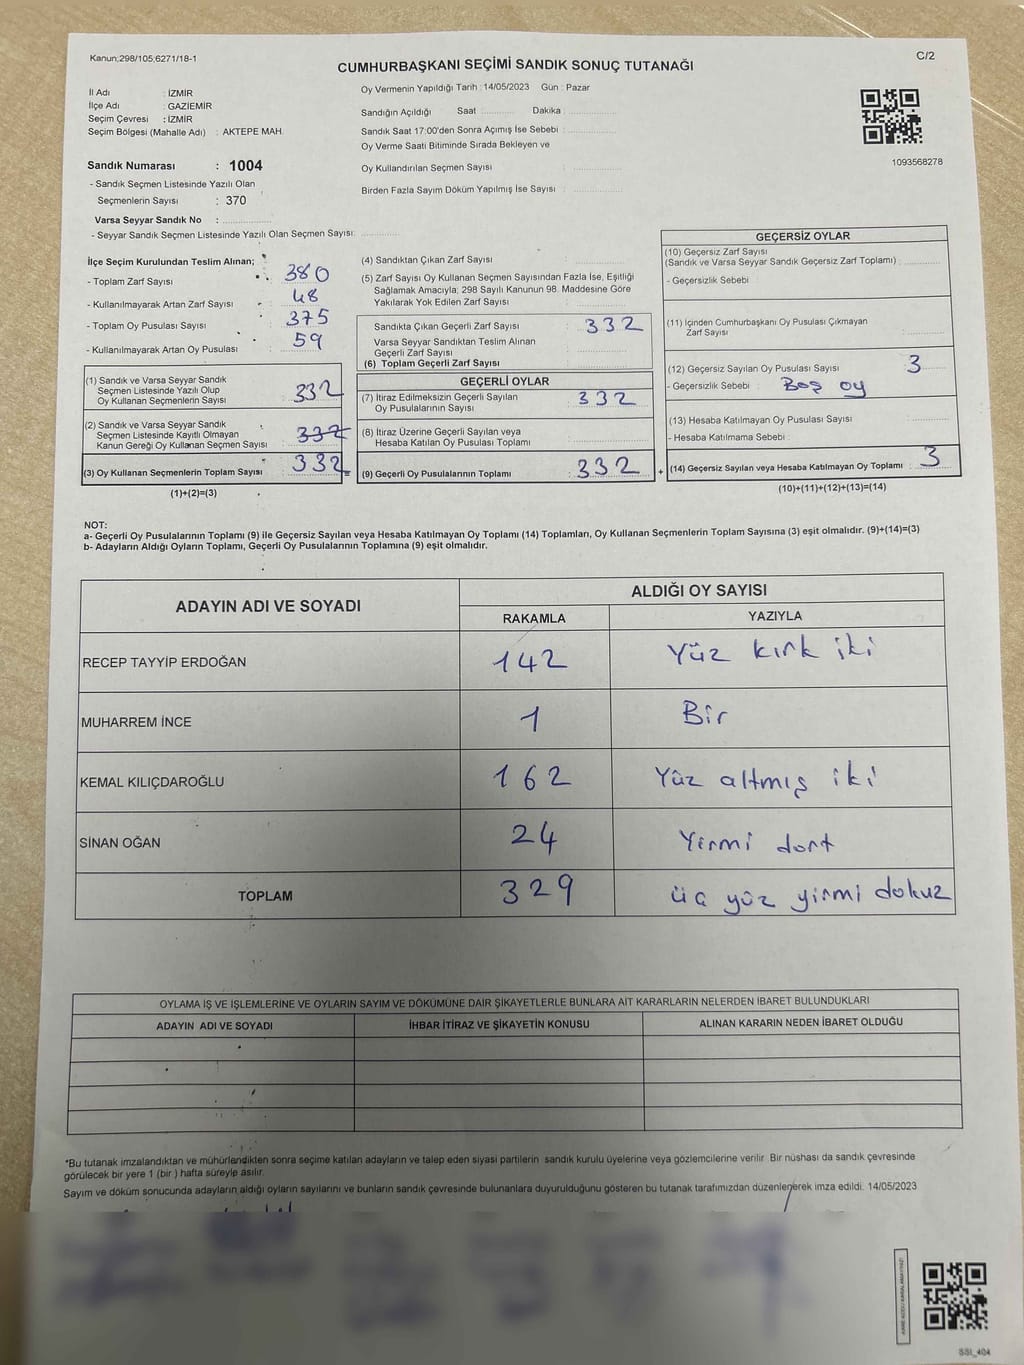 Kanun;298/105;6271/18-1
C/2
CUMHURBAŞKANI SEÇİMİ SANDIK SONUÇ TUTANAĞI
İl Adı : İZMİR
İlçe Adı : GAZİEMİR
Seçim Çevresi : İZMİR
Seçim Bölgesi (Mahalle Adı) : AKTEPE MAH.
Sandık Numarası : 1004
- Sandık Seçmen Listesinde Yazılı Olan
Seçmenlerin Sayısı : 370
Varsa Seyyar Sandık No :
- Seyyar Sandık Seçmen Listesinde Yazılı Olan Seçmen Sayısı:
Oy Vermenin Yapıldığı Tarih : 14/05/2023 Gün : Pazar
Sandığın Açıldığı Saat : Dakika :
Sandık Saat 17:00'den Sonra Açımış İse Sebebi :
Oy Verme Saati Bitiminde Sırada Bekleyen ve
Oy Kullandırılan Seçmen Sayısı :
Birden Fazla Sayım Döküm Yapılmış İse Sayısı :
1093568278
İlçe Seçim Kurulundan Teslim Alınan;
- Toplam Zarf Sayısı : 380
- Kullanılmayarak Artan Zarf Sayısı : 48
- Toplam Oy Pusulası Sayısı : 375
- Kullanılmayarak Artan Oy Pusulası : 59
(1) Sandık ve Varsa Seyyar Sandık
Seçmen Listesinde Yazılı Olup
Oy Kullanan Seçmenlerin Sayısı : 332
(2) Sandık ve Varsa Seyyar Sandık
Seçmen Listesinde Kayıtlı Olmayan
Kanun Gereği Oy Kullanan Seçmen Sayısı : 332
(3) Oy Kullanan Seçmenlerin Toplam Sayısı : 332
(1)+(2)=(3)
(4) Sandıktan Çıkan Zarf Sayısı :
(5) Zarf Sayısı Oy Kullanan Seçmen Sayısından Fazla İse, Eşitliği
Sağlamak Amacıyla; 298 Sayılı Kanunun 98. Maddesine Göre
Yakılarak Yok Edilen Zarf Sayısı :
Sandıkta Çıkan Geçerli Zarf Sayısı : 332
Varsa Seyyar Sandıktan Teslim Alınan
Geçerli Zarf Sayısı :
(6) Toplam Geçerli Zarf Sayısı :
GEÇERLİ OYLAR
(7) İtiraz Edilmeksizin Geçerli Sayılan
Oy Pusulalarının Sayısı : 332
(8) İtiraz Üzerine Geçerli Sayılan veya
Hesaba Katılan Oy Pusulası Toplamı :
= (9) Geçerli Oy Pusulalarının Toplamı : 332 +
GEÇERSİZ OYLAR
(10) Geçersiz Zarf Sayısı
(Sandık ve Varsa Seyyar Sandık Geçersiz Zarf Toplamı) :
- Geçersizlik Sebebi :
(11) İçinden Cumhurbaşkanı Oy Pusulası Çıkmayan
Zarf Sayısı :
(12) Geçersiz Sayılan Oy Pusulası Sayısı : 3
- Geçersizlik Sebebi : Boş oy
(13) Hesaba Katılmayan Oy Pusulası Sayısı :
- Hesaba Katılmama Sebebi :
(14) Geçersiz Sayılan veya Hesaba Katılmayan Oy Toplamı : 3
(10)+(11)+(12)+(13)=(14)
NOT:
a- Geçerli Oy Pusulalarının Toplamı (9) ile Geçersiz Sayılan veya Hesaba Katılmayan Oy Toplamı (14) Toplamları, Oy Kullanan Seçmenlerin Toplam Sayısına (3) eşit olmalıdır. (9)+(14)=(3)
b- Adayların Aldığı Oyların Toplamı, Geçerli Oy Pusulalarının Toplamına (9) eşit olmalıdır.
ADAYIN ADI VE SOYADI ALDIĞI OY SAYISI
RAKAMLA YAZIYLA
RECEP TAYYİP ERDOĞAN 142 Yüz kırk iki
MUHARREM İNCE 1 Bir
KEMAL KILIÇDAROĞLU 162 Yüz altmış iki
SİNAN OĞAN 24 Yirmi dort
TOPLAM 329 üç yüz yirmi dokuz
OYLAMA İŞ VE İŞLEMLERİNE VE OYLARIN SAYIM VE DÖKÜMÜNE DAİR ŞİKAYETLERLE BUNLARA AİT KARARLARIN NELERDEN İBARET BULUNDUKLARI
ADAYIN ADI VE SOYADI İHBAR İTİRAZ VE ŞİKAYETİN KONUSU ALINAN KARARIN NEDEN İBARET OLDUĞU
*Bu tutanak imzalandıktan ve mühürlendikten sonra seçime katılan adayların ve talep eden siyasi partilerin sandık kurulu üyelerine veya gözlemcilerine verilir. Bir nüshası da sandık çevresinde
görülecek bir yere 1 (bir ) hafta süreyle asılır.
Sayım ve döküm sonucunda adayların aldığı oyların sayılarını ve bunların sandık çevresinde bulunanlara duyurulduğunu gösteren bu tutanak tarafımızdan düzenlenerek imza edildi. 14/05/2023
SSI_404